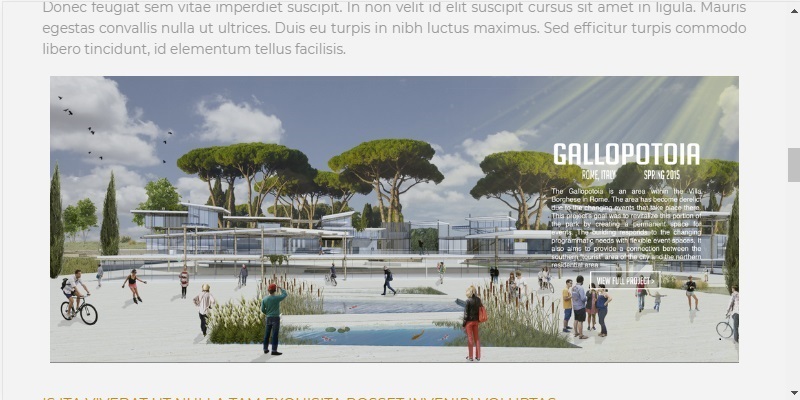 Donec feugiat sem vitae imperdiet suscipit. In non velit id elit suscipit cursus sit amet in ligula. Mauris
egestas convallis nulla ut ultrices. Duis eu turpis in nibh luctus maximus. Sed efficitur turpis commodo
libero tincidunt, id elementum tellus facilisis.
GALLOPOTOIA
ROME, ITALY SPRING 2015
The Gallopotoia is an area within the Villa
Borghese in Rome. The area has become derelict
due to the changing events that take place there.
This project's goal was to revitalize this portion of
the park by creating a permanent space for
events. The building responds to the changing
programmatic needs with flexible event spaces. It
also aims to provide a connection between the
southern "tourist" area of the city and the northern
residential area.
VIEW FULL PROJECT >